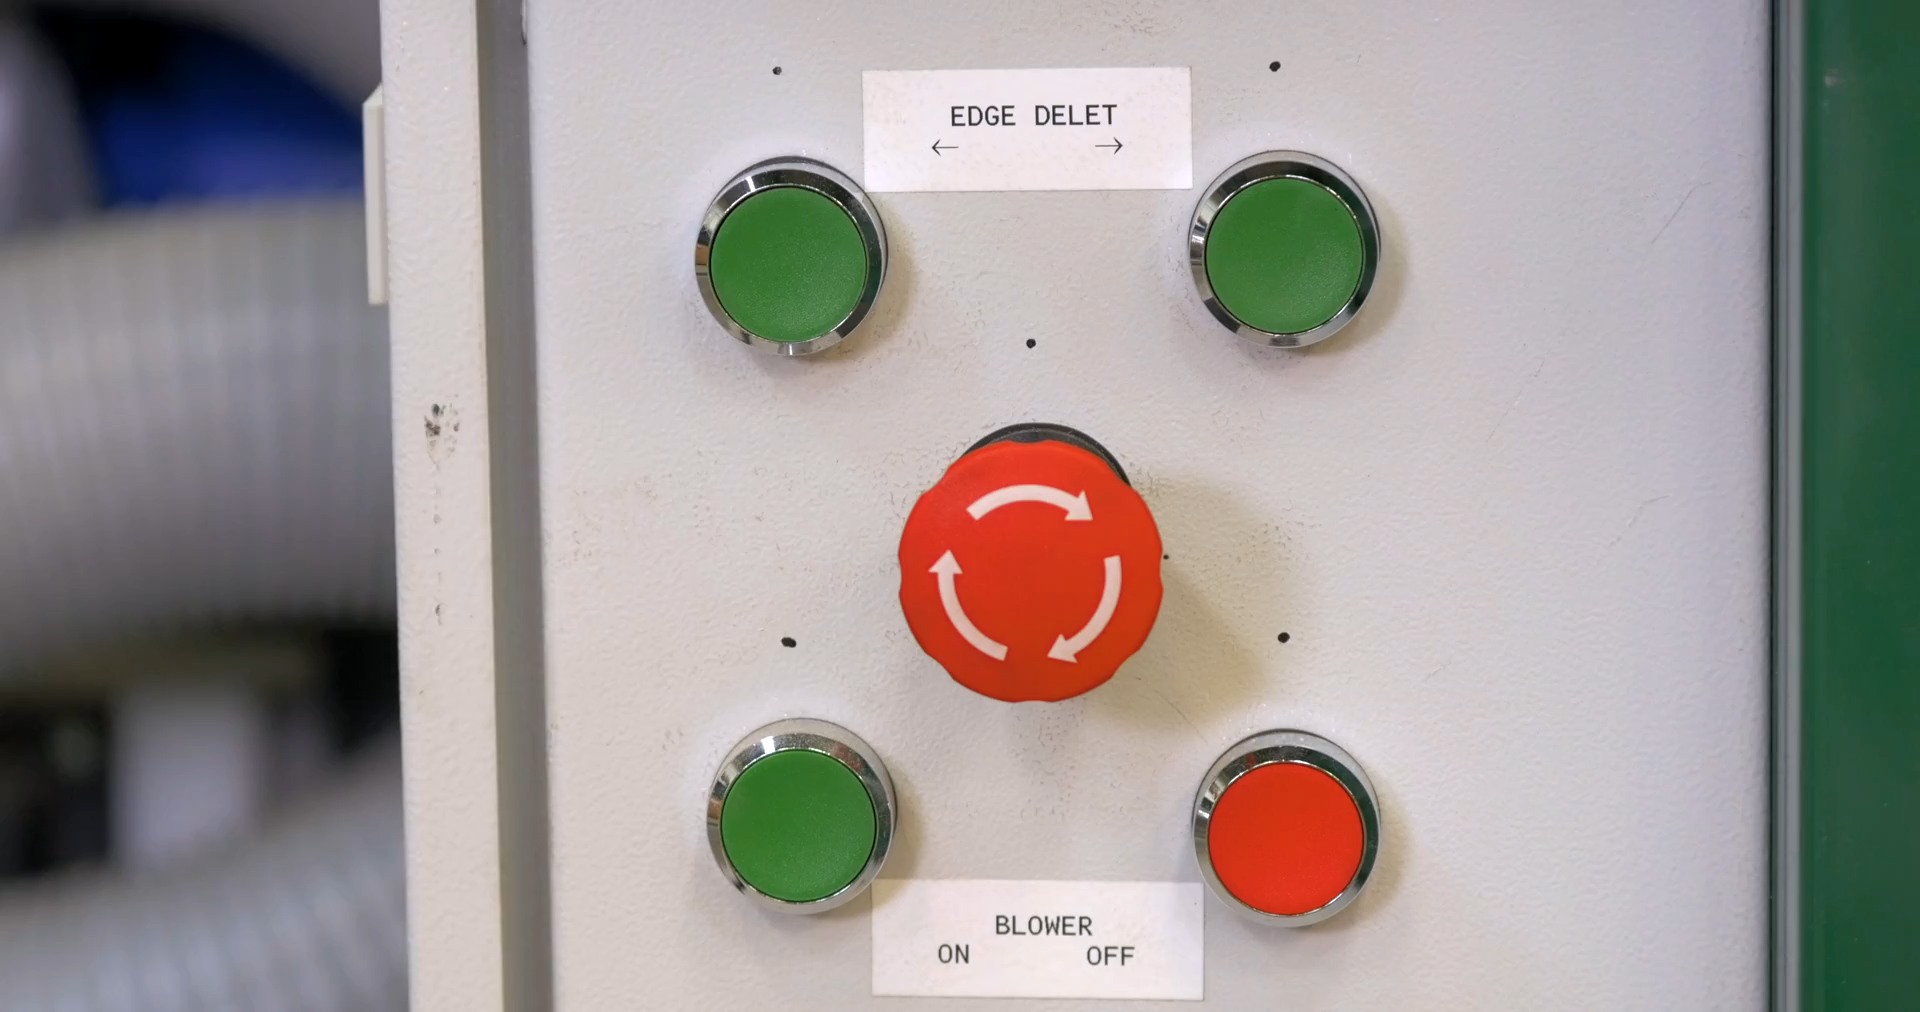 EDGE DELET
← →
BLOWER
ON OFF